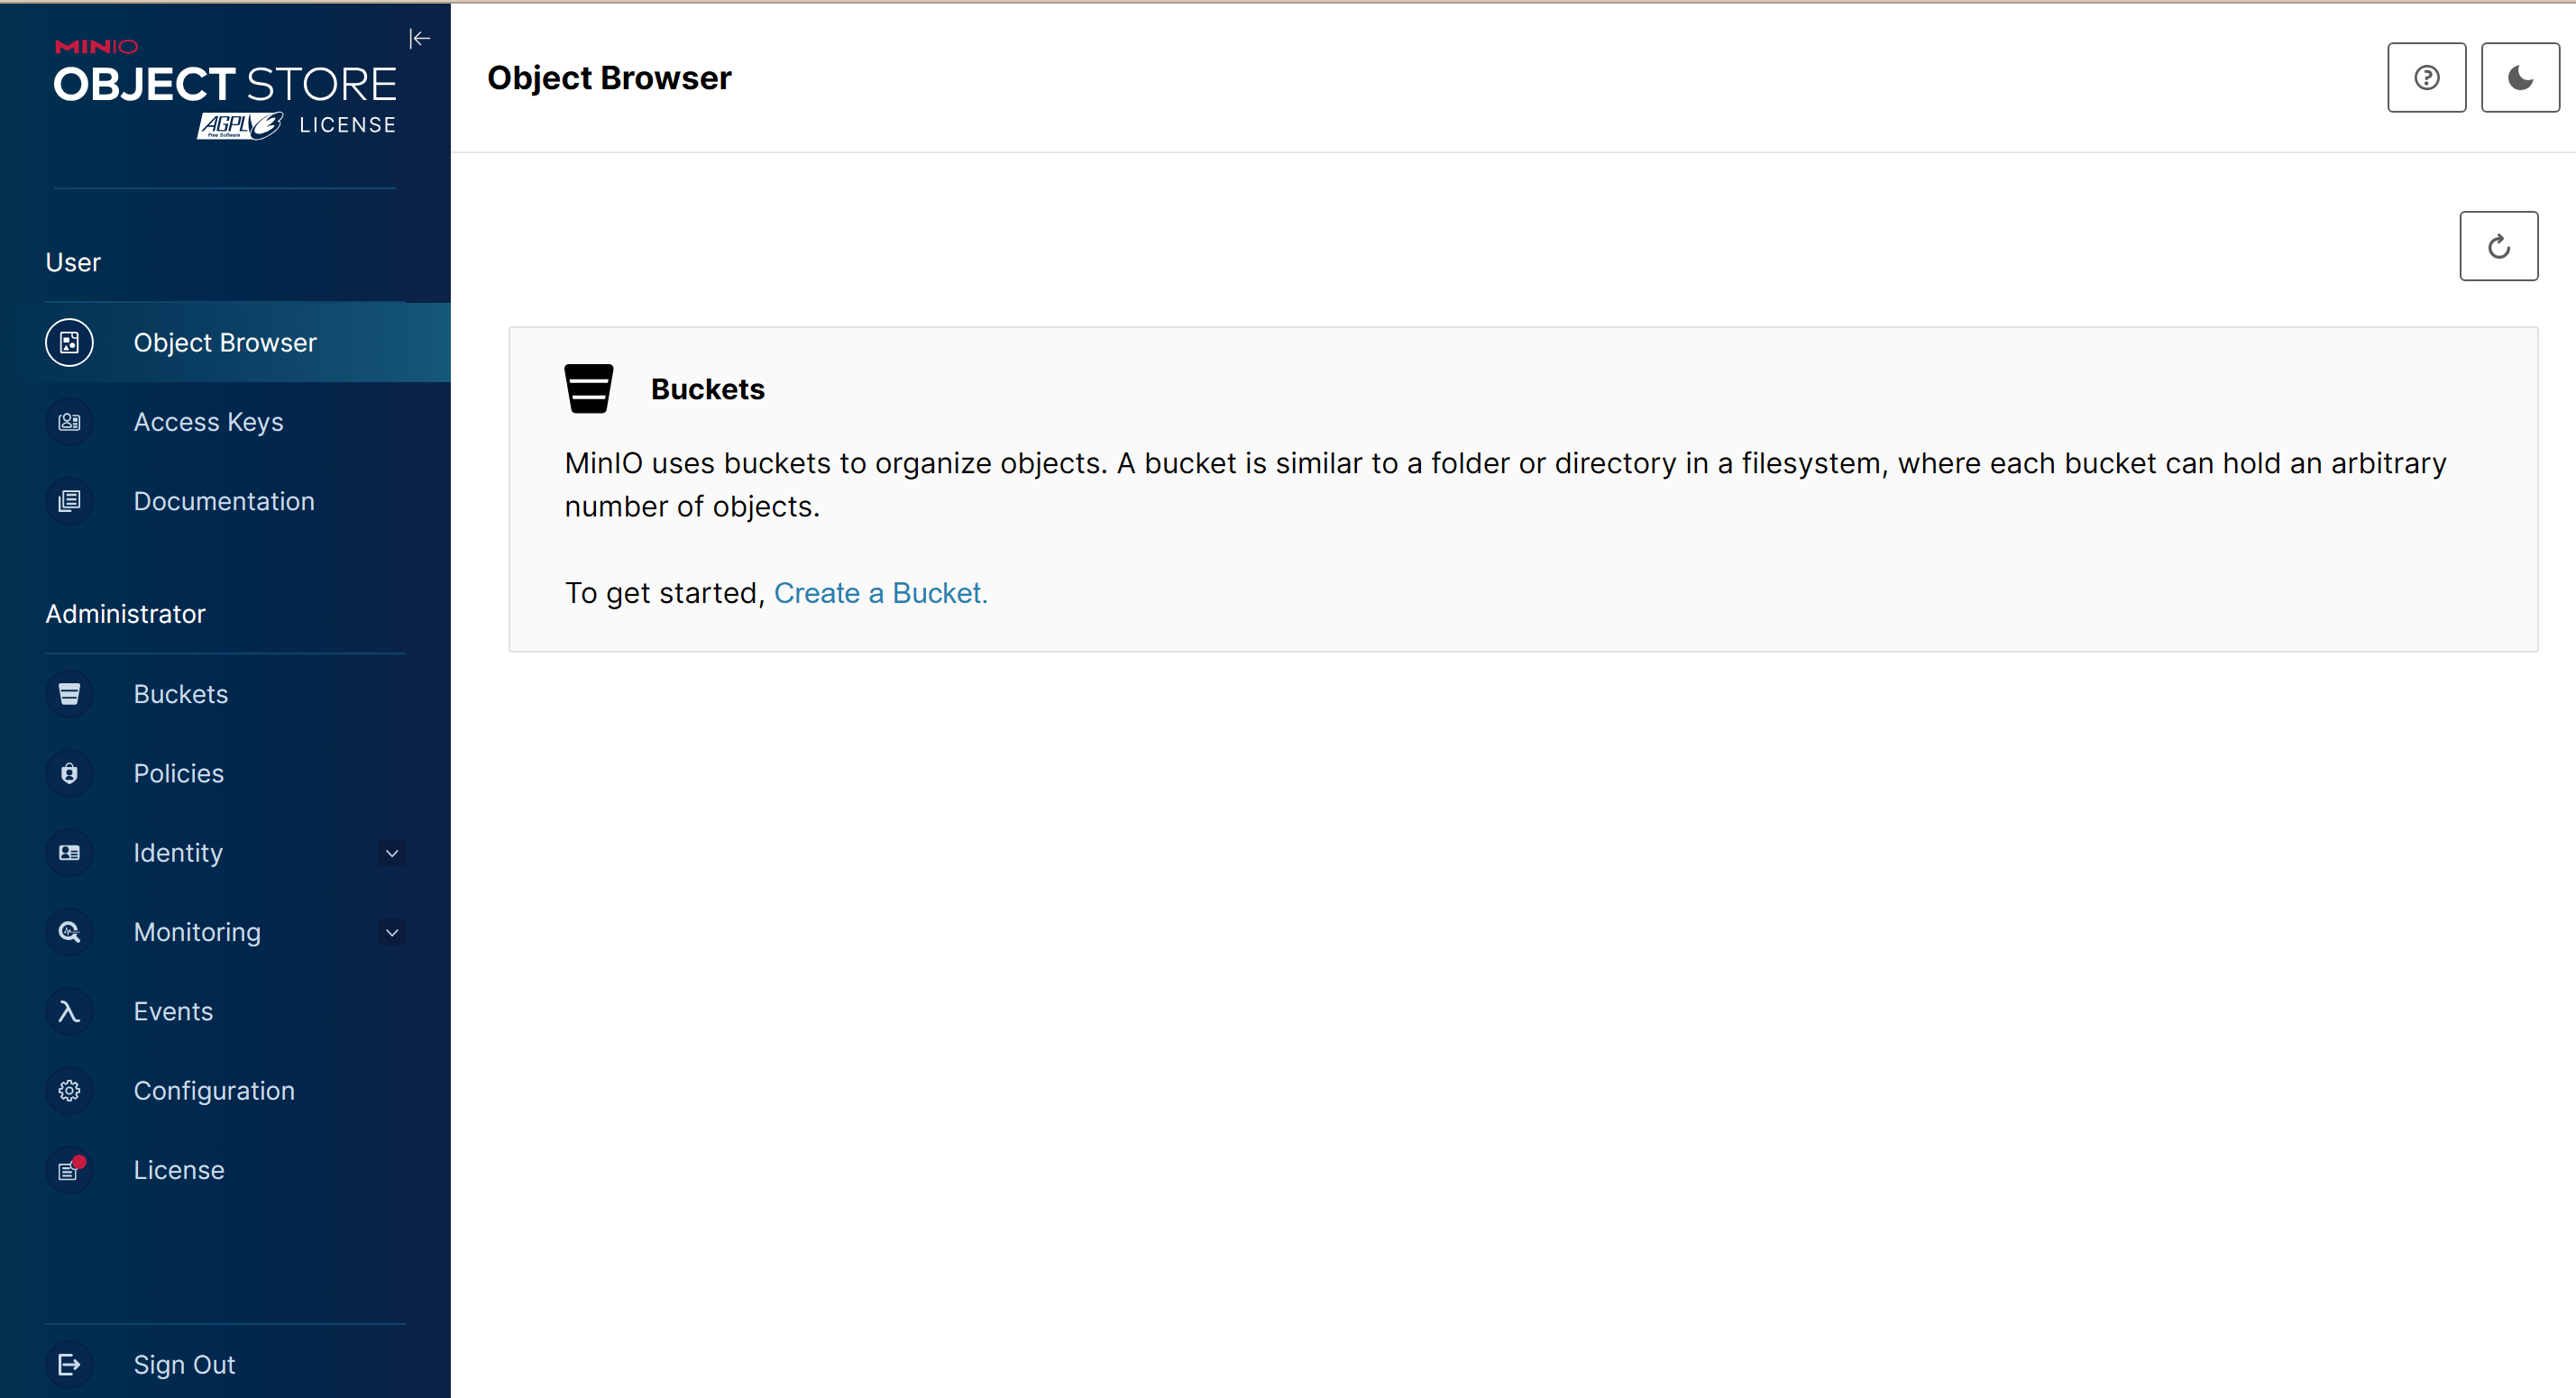 MINIO
OBJECT STORE
AGPLv3 LICENSE
Free Software
User
Object Browser
Access Keys
Documentation
Administrator
Buckets
Policies
Identity
Monitoring
Events
Configuration
License
Sign Out
Object Browser
Buckets
MinIO uses buckets to organize objects. A bucket is similar to a folder or directory in a filesystem, where each bucket can hold an arbitrary
number of objects.
To get started, Create a Bucket.